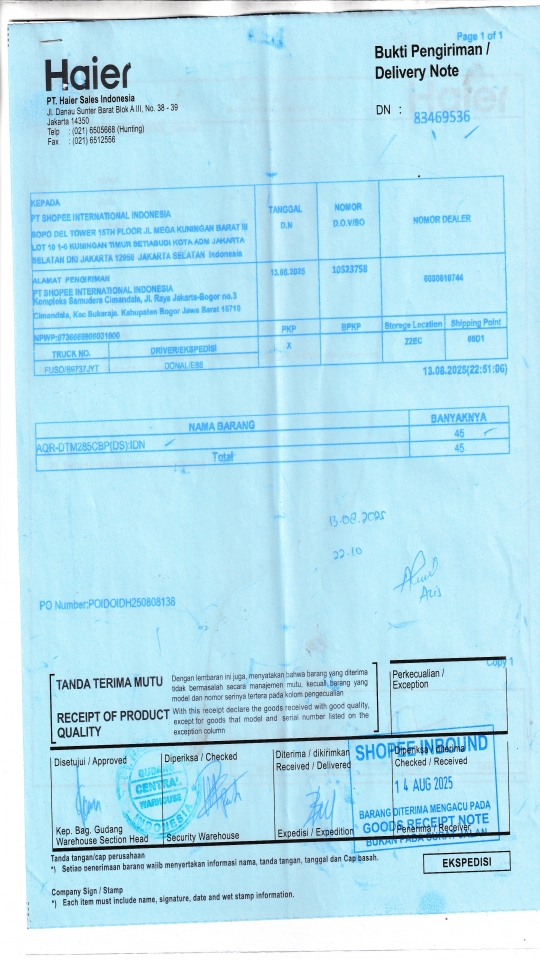 Page 1 of 1
Haier
Bukti Pengiriman /
Delivery Note
PT. Haier Sales Indonesia
Jl. Danau Sunter Barat Blok A III, No. 38 - 39
Jakarta 14350
Telp : (021) 6505668 (Hunting)
Fax : (021) 6512556
DN : 83469536
KEPADA
PT SHOPEE INTERNATIONAL INDONESIA
SOPO DEL TOWER 15TH FLOOR JL MEGA KUNINGAN BARAT III
LOT 10 1-6 KUNINGAN TIMUR SETIABUDI KOTA ADM JAKARTA
SELATAN DKI JAKARTA 12950 JAKARTA SELATAN Indonesia
TANGGAL
D.N
NOMOR
D.O.V/SO
NOMOR DEALER
ALAMAT PENGIRIMAN
PT SHOPEE INTERNATIONAL INDONESIA
Kompleks Samudera Cimandala, Jl. Raya Jakarta-Bogor no.3
Cimandala, Kec Sukaraja. Kabupaten Bogor Jawa Barat 16710
13.08.2025
10523758
PKP
BPKP
Storage Location
Shipping Point
TRUCK NO.
DRIVER/EKSPEDISI
X
22EC
FUSO/B9737JYT
13.08.2025(22:51:06)
NAMA BARANG
BANYAKNYA
AQR-DTM285CBP(DS):IDN
45
Total
45
13-08.2025
22.10
Azis
PO Number:POIDOIDH250808138
Copy 1
TANDA TERIMA MUTU
Dengan lembaran ini juga, menyatakan bahwa barang yang diterima
tidak bermasalah secara manajemen mutu, kecuali barang yang
model dan nomor serinya tertera pada kolom pengecualian
RECEIPT OF PRODUCT
QUALITY
With this receipt declare the goods received with good quality,
except for goods that model and serial number listed on the
exception column
Perkecualian /
Exception
Disetujui / Approved
Diperiksa / Checked
Diterima / dikirimkan
Received / Delivered
Diperiksa / diterima
Checked / Received
SHOPEE INBOUND
14 AUG 2025
BARANG DITERIMA MENGACU PADA
GOODS RECEIPT NOTE
BUKAN PADA SURAT JALAN
GUDANG
CENTRAL
WAREHOUSE
INDONESIA
Kep. Bag. Gudang
Warehouse Section Head
Security Warehouse
Expedisi / Expedition
Penerima / Receiver
Tanda tangan/cap perusahaan
*) Setiao penerimaan barang wajib menyertakan informasi nama, tanda tangan, tanggal dan Cap basah.
EKSPEDISI
Company Sign / Stamp
*) Each item must include name, signature, date and wet stamp information.